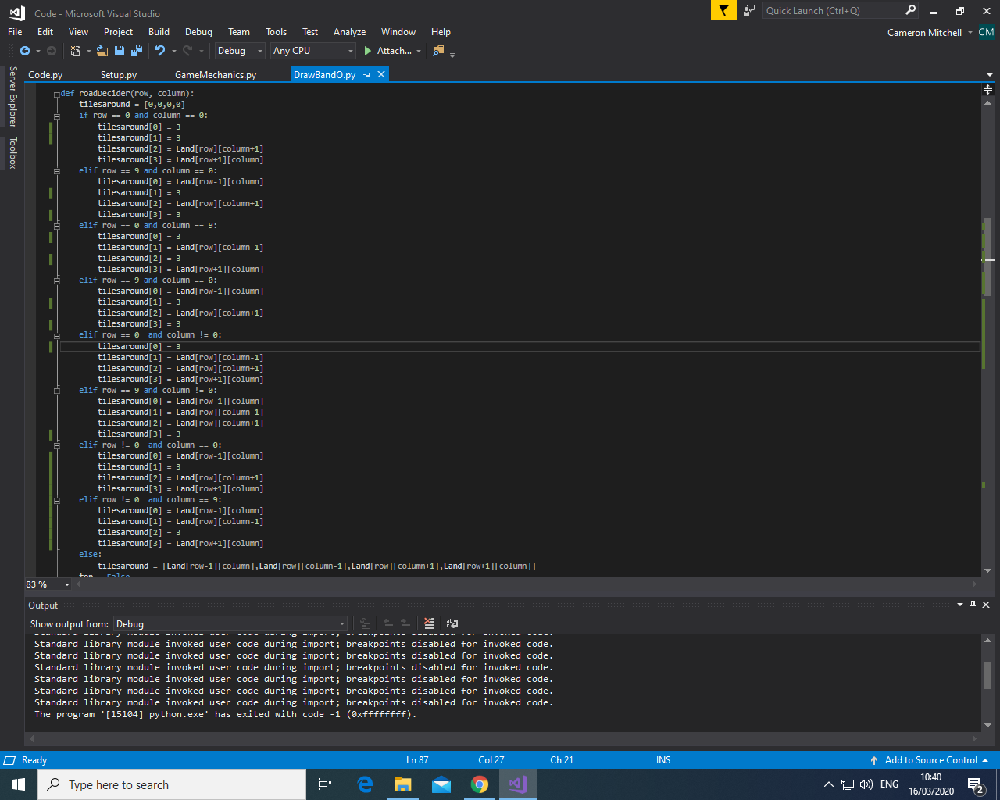 Code - Microsoft Visual Studio
Quick Launch (Ctrl+Q)
File Edit View Project Build Debug Team Tools Test Analyze Window Help
Cameron Mitchell CM
Debug Any CPU Attach...
Server Explorer
Toolbox
Code.py Setup.py GameMechanics.py DrawBandO.py
def roadDecider(row, column):
    tilesaround = [0,0,0,0]
    if row == 0 and column == 0:
        tilesaround[0] = 3
        tilesaround[1] = 3
        tilesaround[2] = Land[row][column+1]
        tilesaround[3] = Land[row+1][column]
    elif row == 9 and column == 0:
        tilesaround[0] = Land[row-1][column]
        tilesaround[1] = 3
        tilesaround[2] = Land[row][column+1]
        tilesaround[3] = 3
    elif row == 0 and column == 9:
        tilesaround[0] = 3
        tilesaround[1] = Land[row][column-1]
        tilesaround[2] = 3
        tilesaround[3] = Land[row+1][column]
    elif row == 9 and column == 0:
        tilesaround[0] = Land[row-1][column]
        tilesaround[1] = 3
        tilesaround[2] = Land[row][column+1]
        tilesaround[3] = 3
    elif row == 0  and column != 0:
        tilesaround[0] = 3
        tilesaround[1] = Land[row][column-1]
        tilesaround[2] = Land[row][column+1]
        tilesaround[3] = Land[row+1][column]
    elif row == 9 and column != 0:
        tilesaround[0] = Land[row-1][column]
        tilesaround[1] = Land[row][column-1]
        tilesaround[2] = Land[row][column+1]
        tilesaround[3] = 3
    elif row != 0  and column == 0:
        tilesaround[0] = Land[row-1][column]
        tilesaround[1] = 3
        tilesaround[2] = Land[row][column+1]
        tilesaround[3] = Land[row+1][column]
    elif row != 0  and column == 9:
        tilesaround[0] = Land[row-1][column]
        tilesaround[1] = Land[row][column-1]
        tilesaround[2] = 3
        tilesaround[3] = Land[row+1][column]
    else:
        tilesaround = [Land[row-1][column],Land[row][column-1],Land[row][column+1],Land[row+1][column]]
    top = False
83 %
Output
Show output from: Debug
Standard library module invoked user code during import; breakpoints disabled for invoked code.
Standard library module invoked user code during import; breakpoints disabled for invoked code.
Standard library module invoked user code during import; breakpoints disabled for invoked code.
Standard library module invoked user code during import; breakpoints disabled for invoked code.
Standard library module invoked user code during import; breakpoints disabled for invoked code.
Standard library module invoked user code during import; breakpoints disabled for invoked code.
Standard library module invoked user code during import; breakpoints disabled for invoked code.
The program '[15104] python.exe' has exited with code -1 (0xffffffff).
Ready Ln 87 Col 27 Ch 21 INS Add to Source Control
Type here to search
ENG
10:40
16/03/2020
2